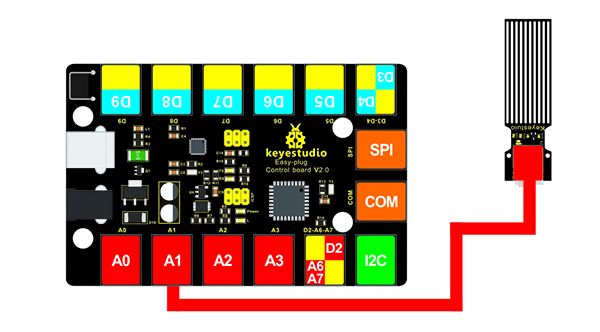 D9
D8
D7
D6
D5
D3
D4
D9
D8
D7
D6
D5
D3-D4
keyestudio
Easy-plug
Control board V2.0
SPI
SPI
COM
COM
A0
A1
A2
A3
D2-A6-A7
A0
A1
A2
A3
D2
A6
A7
I2C
Keyestudio